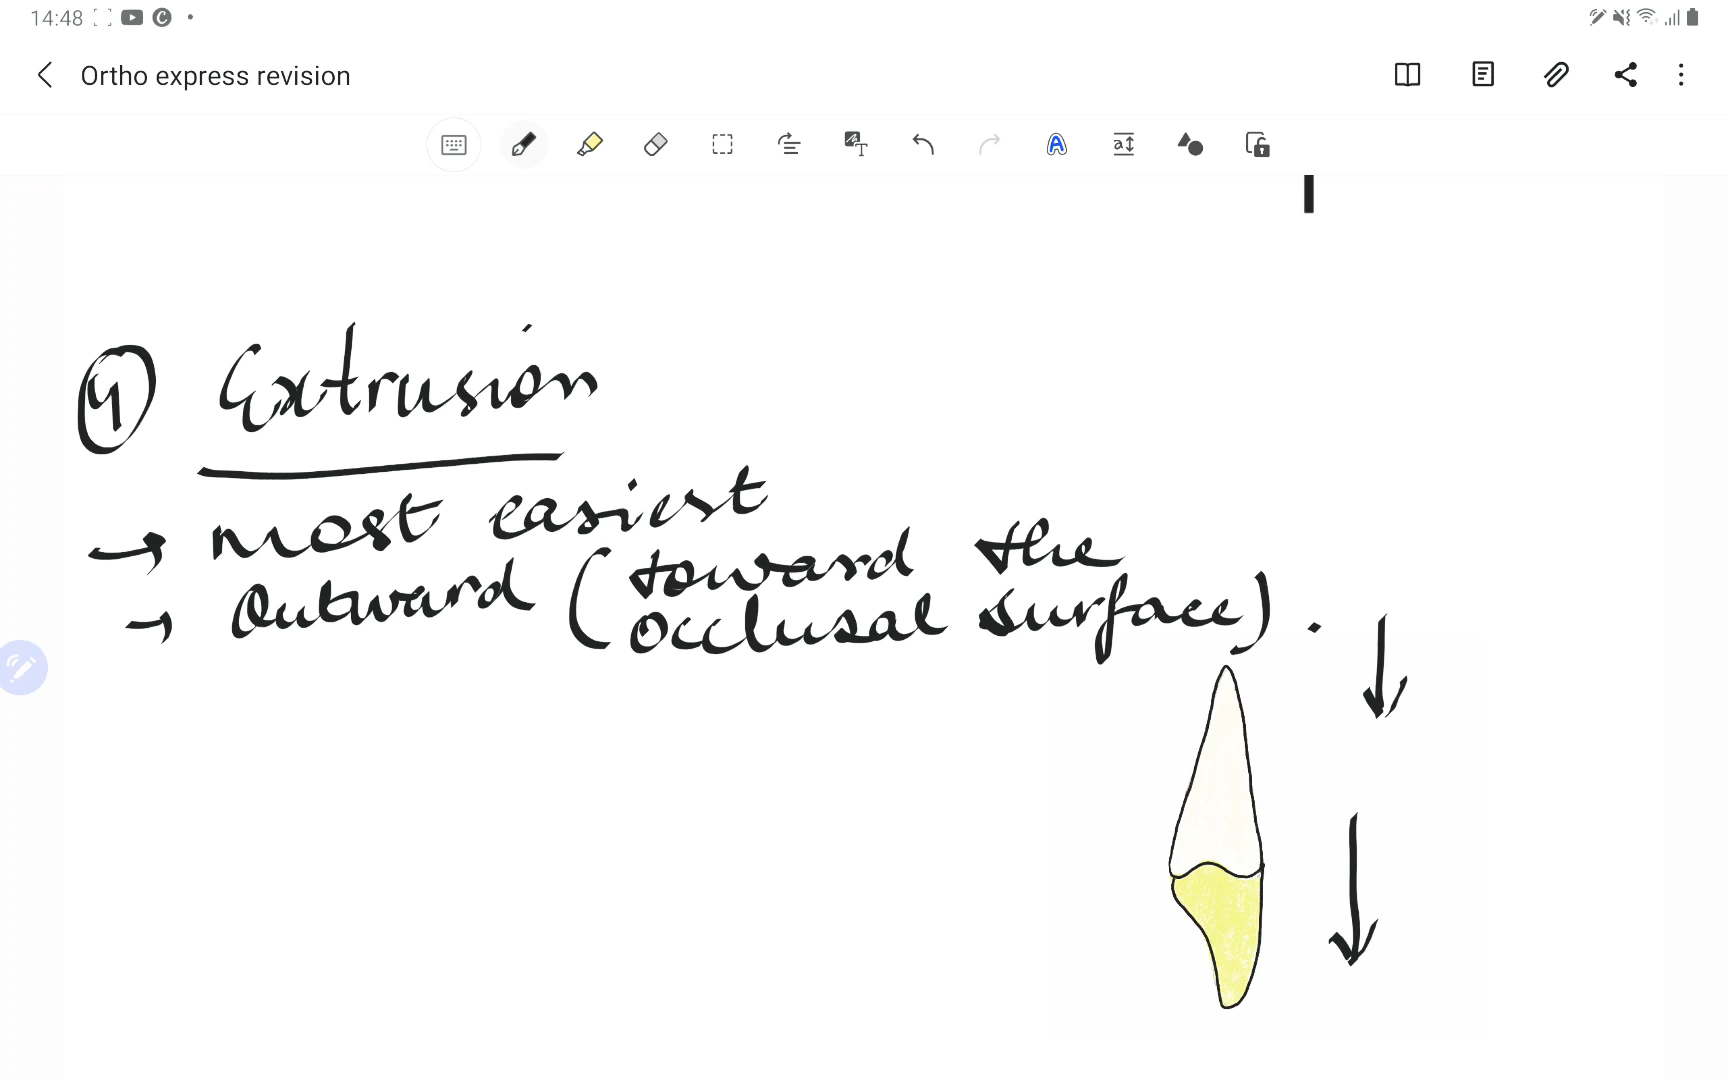 14:48
Ortho express revision
4 Extrusion
→ most easiest
→ Outward (toward the
occlusal surface).